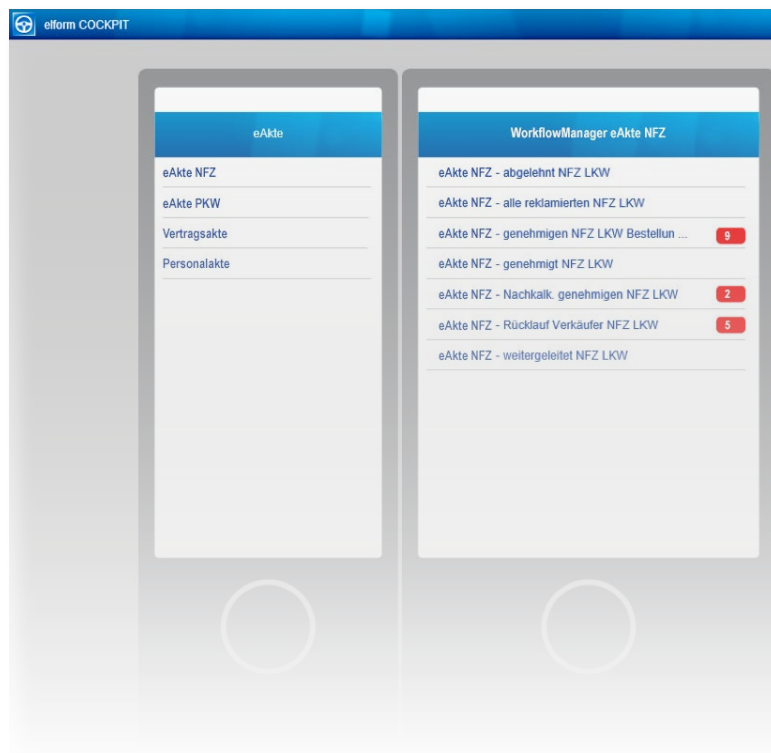 elform COCKPIT
eAkte
eAkte NFZ
eAkte PKW
Vertragsakte
Personalakte
WorkflowManager eAkte NFZ
eAkte NFZ - abgelehnt NFZ LKW
eAkte NFZ - alle reklamierten NFZ LKW
eAkte NFZ - genehmigen NFZ LKW Bestellun ... 9
eAkte NFZ - genehmigt NFZ LKW
eAkte NFZ - Nachkalk. genehmigen NFZ LKW 2
eAkte NFZ - Rücklauf Verkäufer NFZ LKW 5
eAkte NFZ - weitergeleitet NFZ LKW